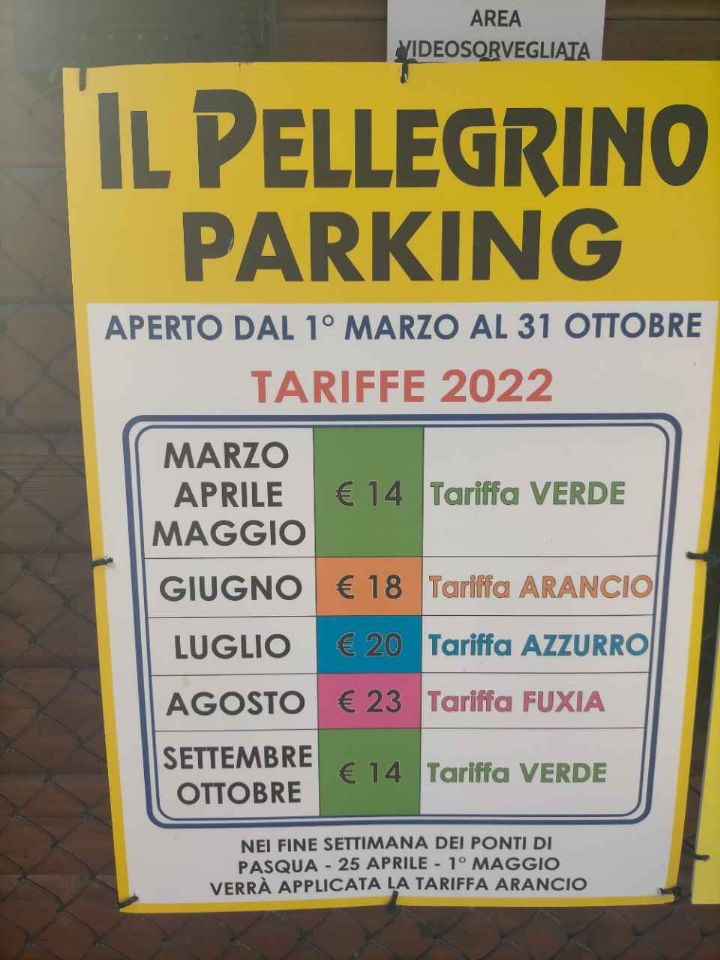 AREA
VIDEOSORVEGLIATA
IL PELLEGRINO
PARKING
APERTO DAL 1° MARZO AL 31 OTTOBRE
TARIFFE 2022
MARZO
APRILE
MAGGIO
€ 14
Tariffa VERDE
GIUGNO
€ 18
Tariffa ARANCIO
LUGLIO
€ 20
Tariffa AZZURRO
AGOSTO
€ 23
Tariffa FUXIA
SETTEMBRE
OTTOBRE
€ 14
Tariffa VERDE
NEI FINE SETTIMANA DEI PONTI DI
PASQUA - 25 APRILE - 1° MAGGIO
VERRÀ APPLICATA LA TARIFFA ARANCIO